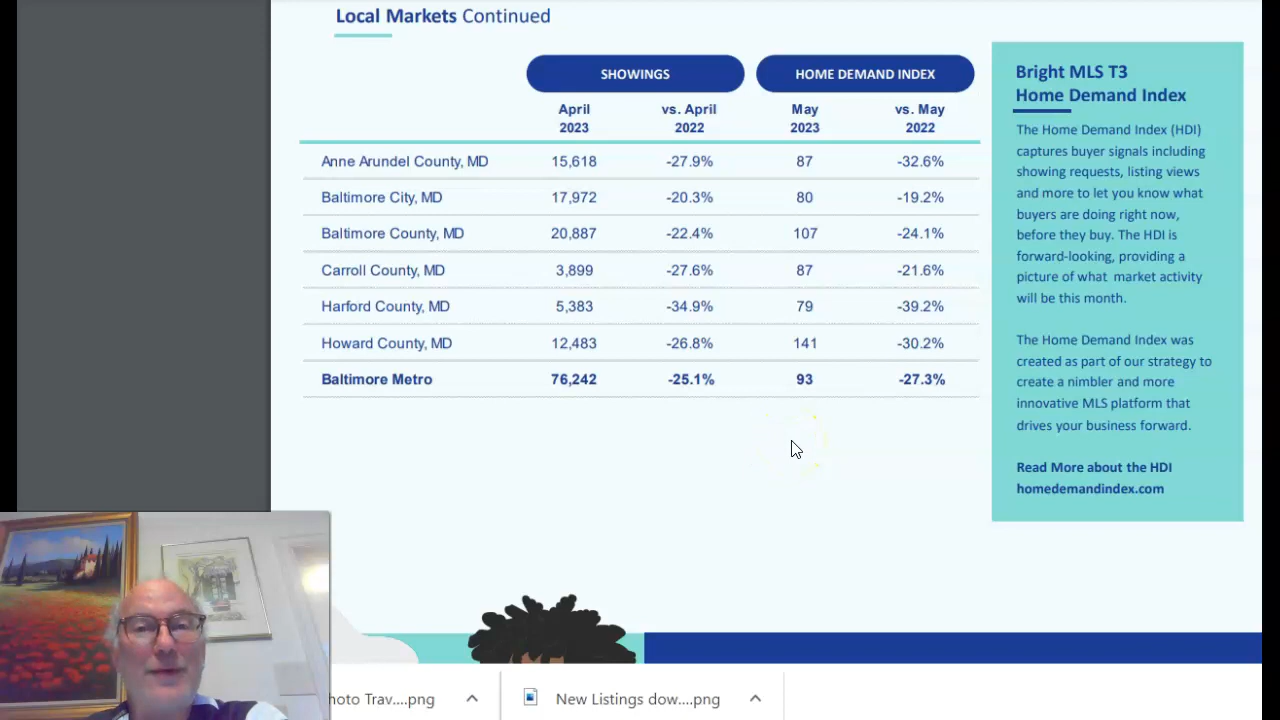 Local Markets Continued
SHOWINGS HOME DEMAND INDEX
April vs. April May vs. May
2023 2022 2023 2022
Anne Arundel County, MD 15,618 -27.9% 87 -32.6%
Baltimore City, MD 17,972 -20.3% 80 -19.2%
Baltimore County, MD 20,887 -22.4% 107 -24.1%
Carroll County, MD 3,899 -27.6% 87 -21.6%
Harford County, MD 5,383 -34.9% 79 -39.2%
Howard County, MD 12,483 -26.8% 141 -30.2%
Baltimore Metro 76,242 -25.1% 93 -27.3%
Bright MLS T3
Home Demand Index
The Home Demand Index (HDI)
captures buyer signals including
showing requests, listing views
and more to let you know what
buyers are doing right now,
before they buy. The HDI is
forward-looking, providing a
picture of what market activity
will be this month.
The Home Demand Index was
created as part of our strategy to
create a nimbler and more
innovative MLS platform that
drives your business forward.
Read More about the HDI
homedemandindex.com
hoto Trav....png New Listings dow....png